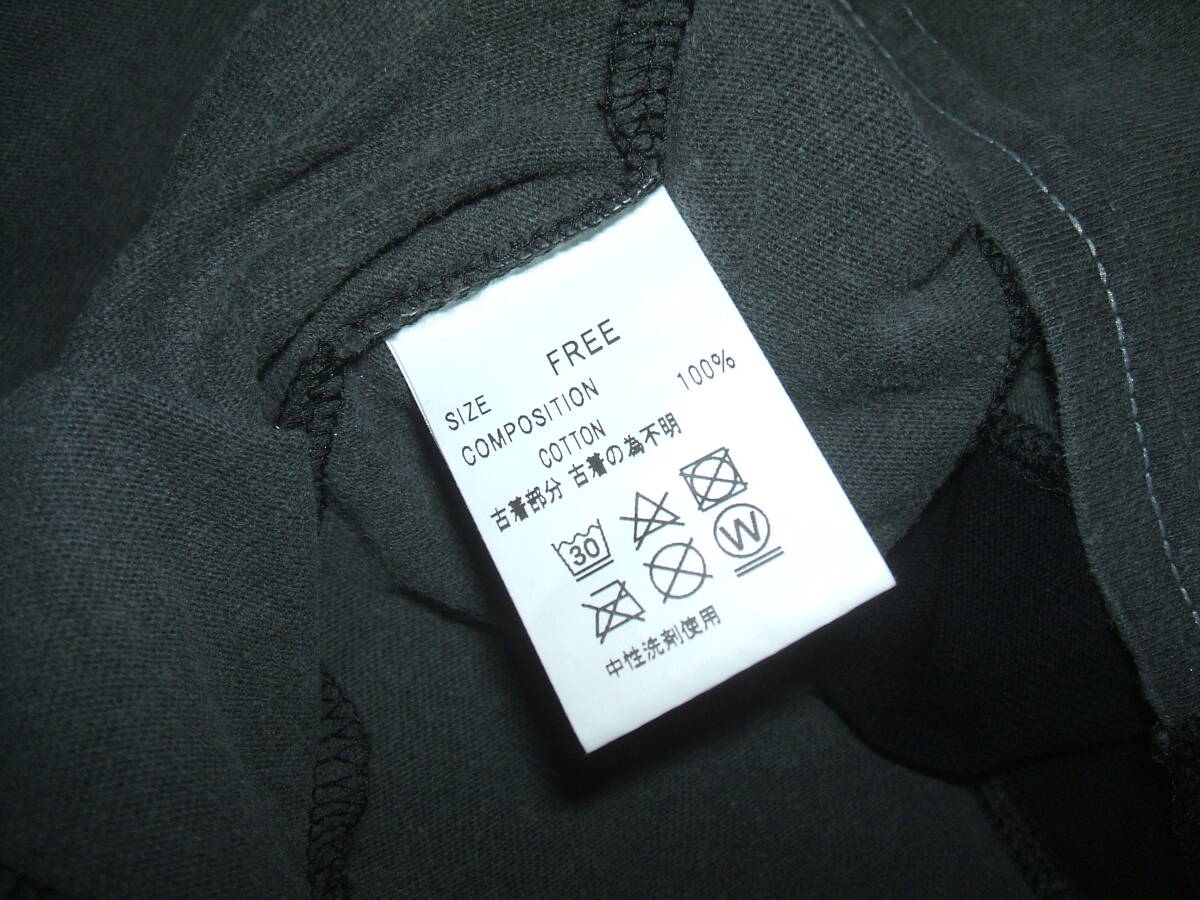 SIZE FREE
COMPOSITION
COTTON 100%
古着部分 古着の為不明
30 W
中性洗剤使用